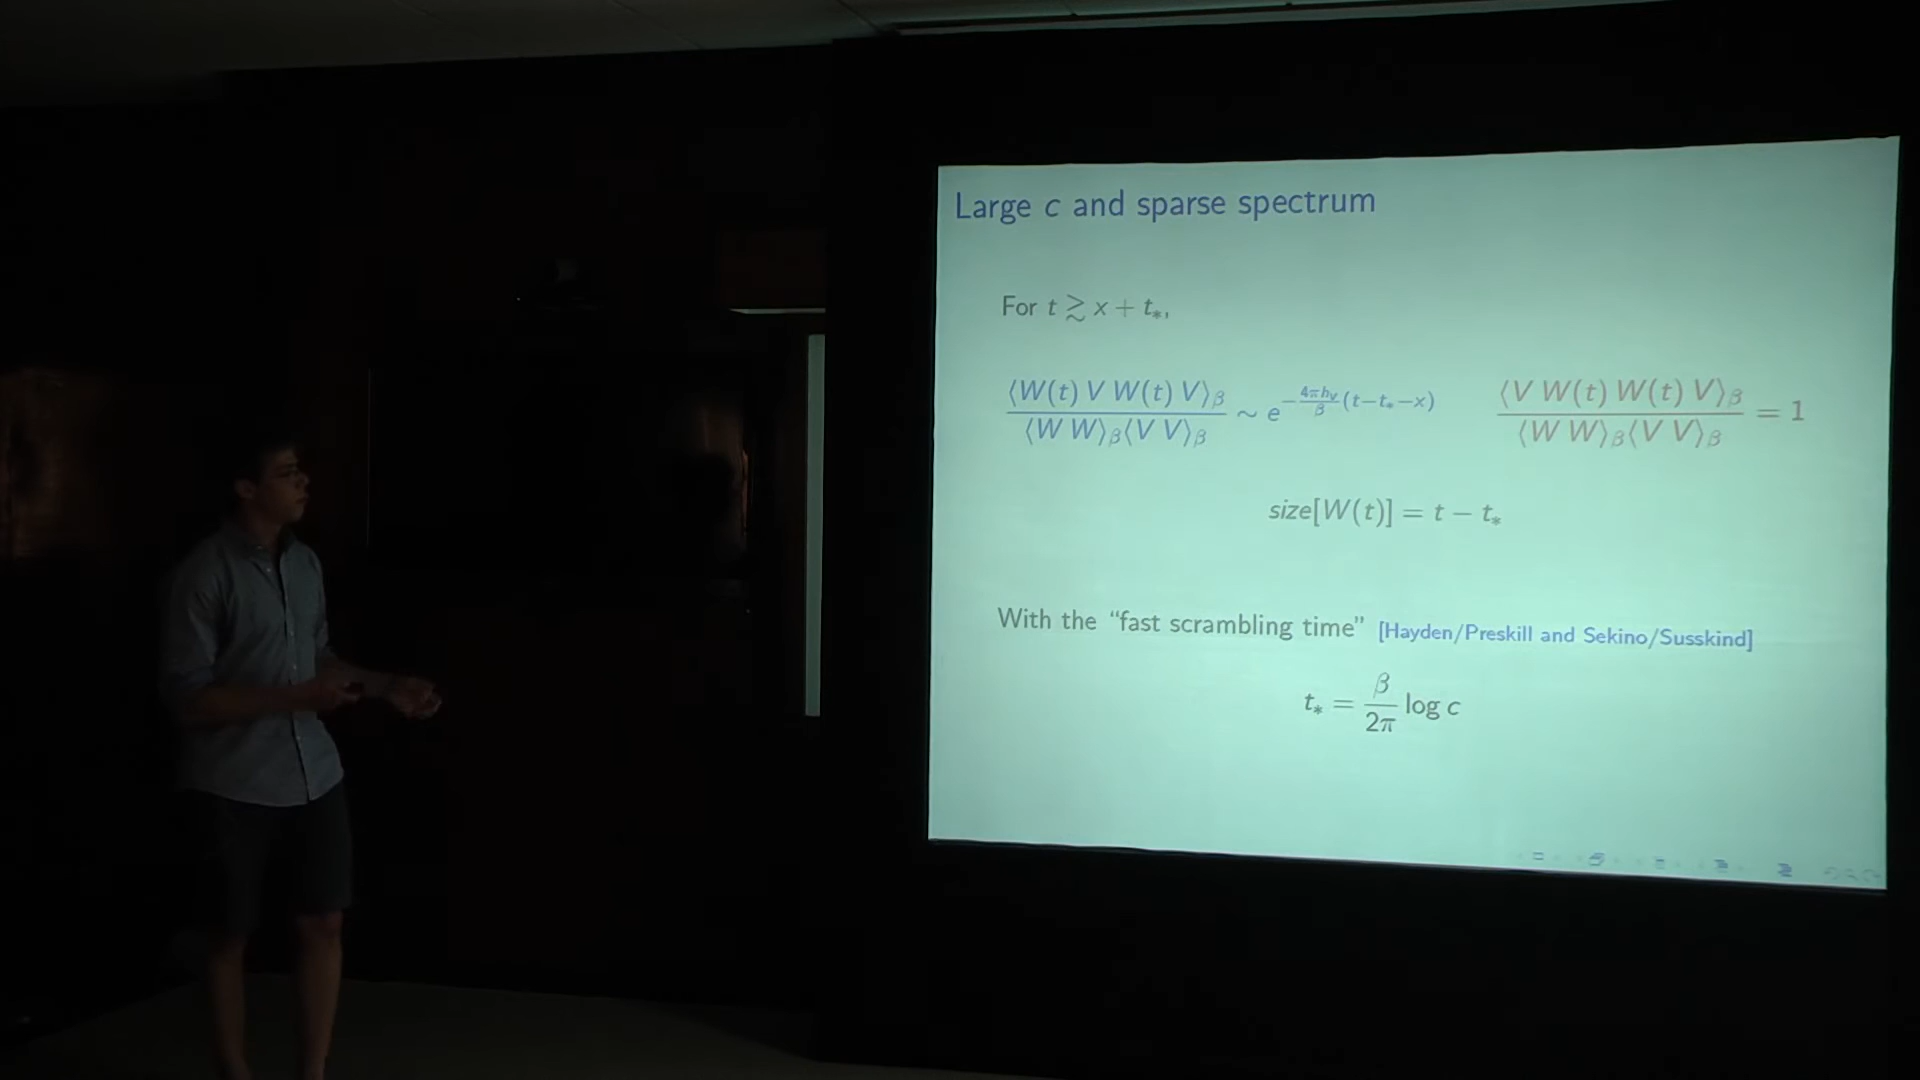 Large c and sparse spectrum
For t ≳ x + t∗,
⟨W(t) V W(t) V⟩β / ⟨W W⟩β⟨V V⟩β ∼ e^{−(4πhv/β)(t−t∗−x)}
⟨V W(t) W(t) V⟩β / ⟨W W⟩β⟨V V⟩β = 1
size[W(t)] = t − t∗
With the “fast scrambling time” [Hayden/Preskill and Sekino/Susskind]
t∗ = β/2π log c